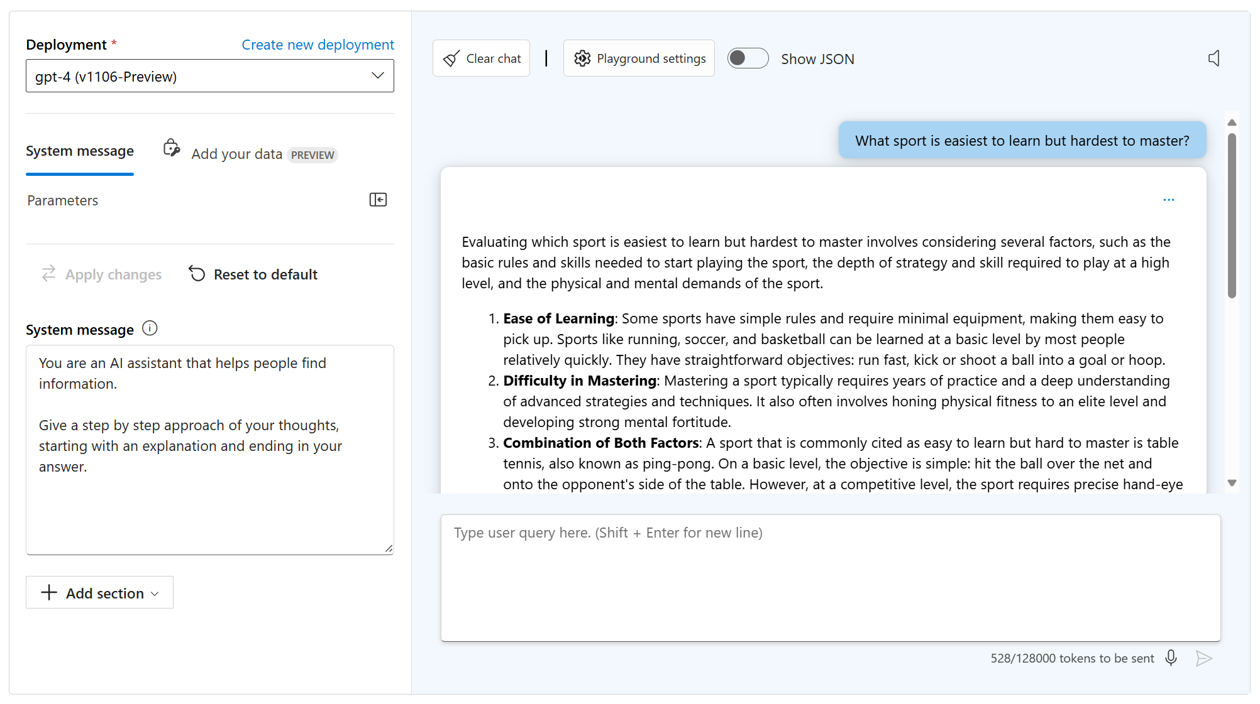 Deployment *
Create new deployment
gpt-4 (v1106-Preview)
System message
Add your data PREVIEW
Parameters
Apply changes
Reset to default
System message
You are an AI assistant that helps people find
information.
Give a step by step approach of your thoughts,
starting with an explanation and ending in your
answer.
Add section
Clear chat
Playground settings
Show JSON
What sport is easiest to learn but hardest to master?
Evaluating which sport is easiest to learn but hardest to master involves considering several factors, such as the
basic rules and skills needed to start playing the sport, the depth of strategy and skill required to play at a high
level, and the physical and mental demands of the sport.
1. Ease of Learning: Some sports have simple rules and require minimal equipment, making them easy to
pick up. Sports like running, soccer, and basketball can be learned at a basic level by most people
relatively quickly. They have straightforward objectives: run fast, kick or shoot a ball into a goal or hoop.
2. Difficulty in Mastering: Mastering a sport typically requires years of practice and a deep understanding
of advanced strategies and techniques. It also often involves honing physical fitness to an elite level and
developing strong mental fortitude.
3. Combination of Both Factors: A sport that is commonly cited as easy to learn but hard to master is table
tennis, also known as ping-pong. On a basic level, the objective is simple: hit the ball over the net and
onto the opponent's side of the table. However, at a competitive level, the sport requires precise hand-eye
Type user query here. (Shift + Enter for new line)
528/128000 tokens to be sent